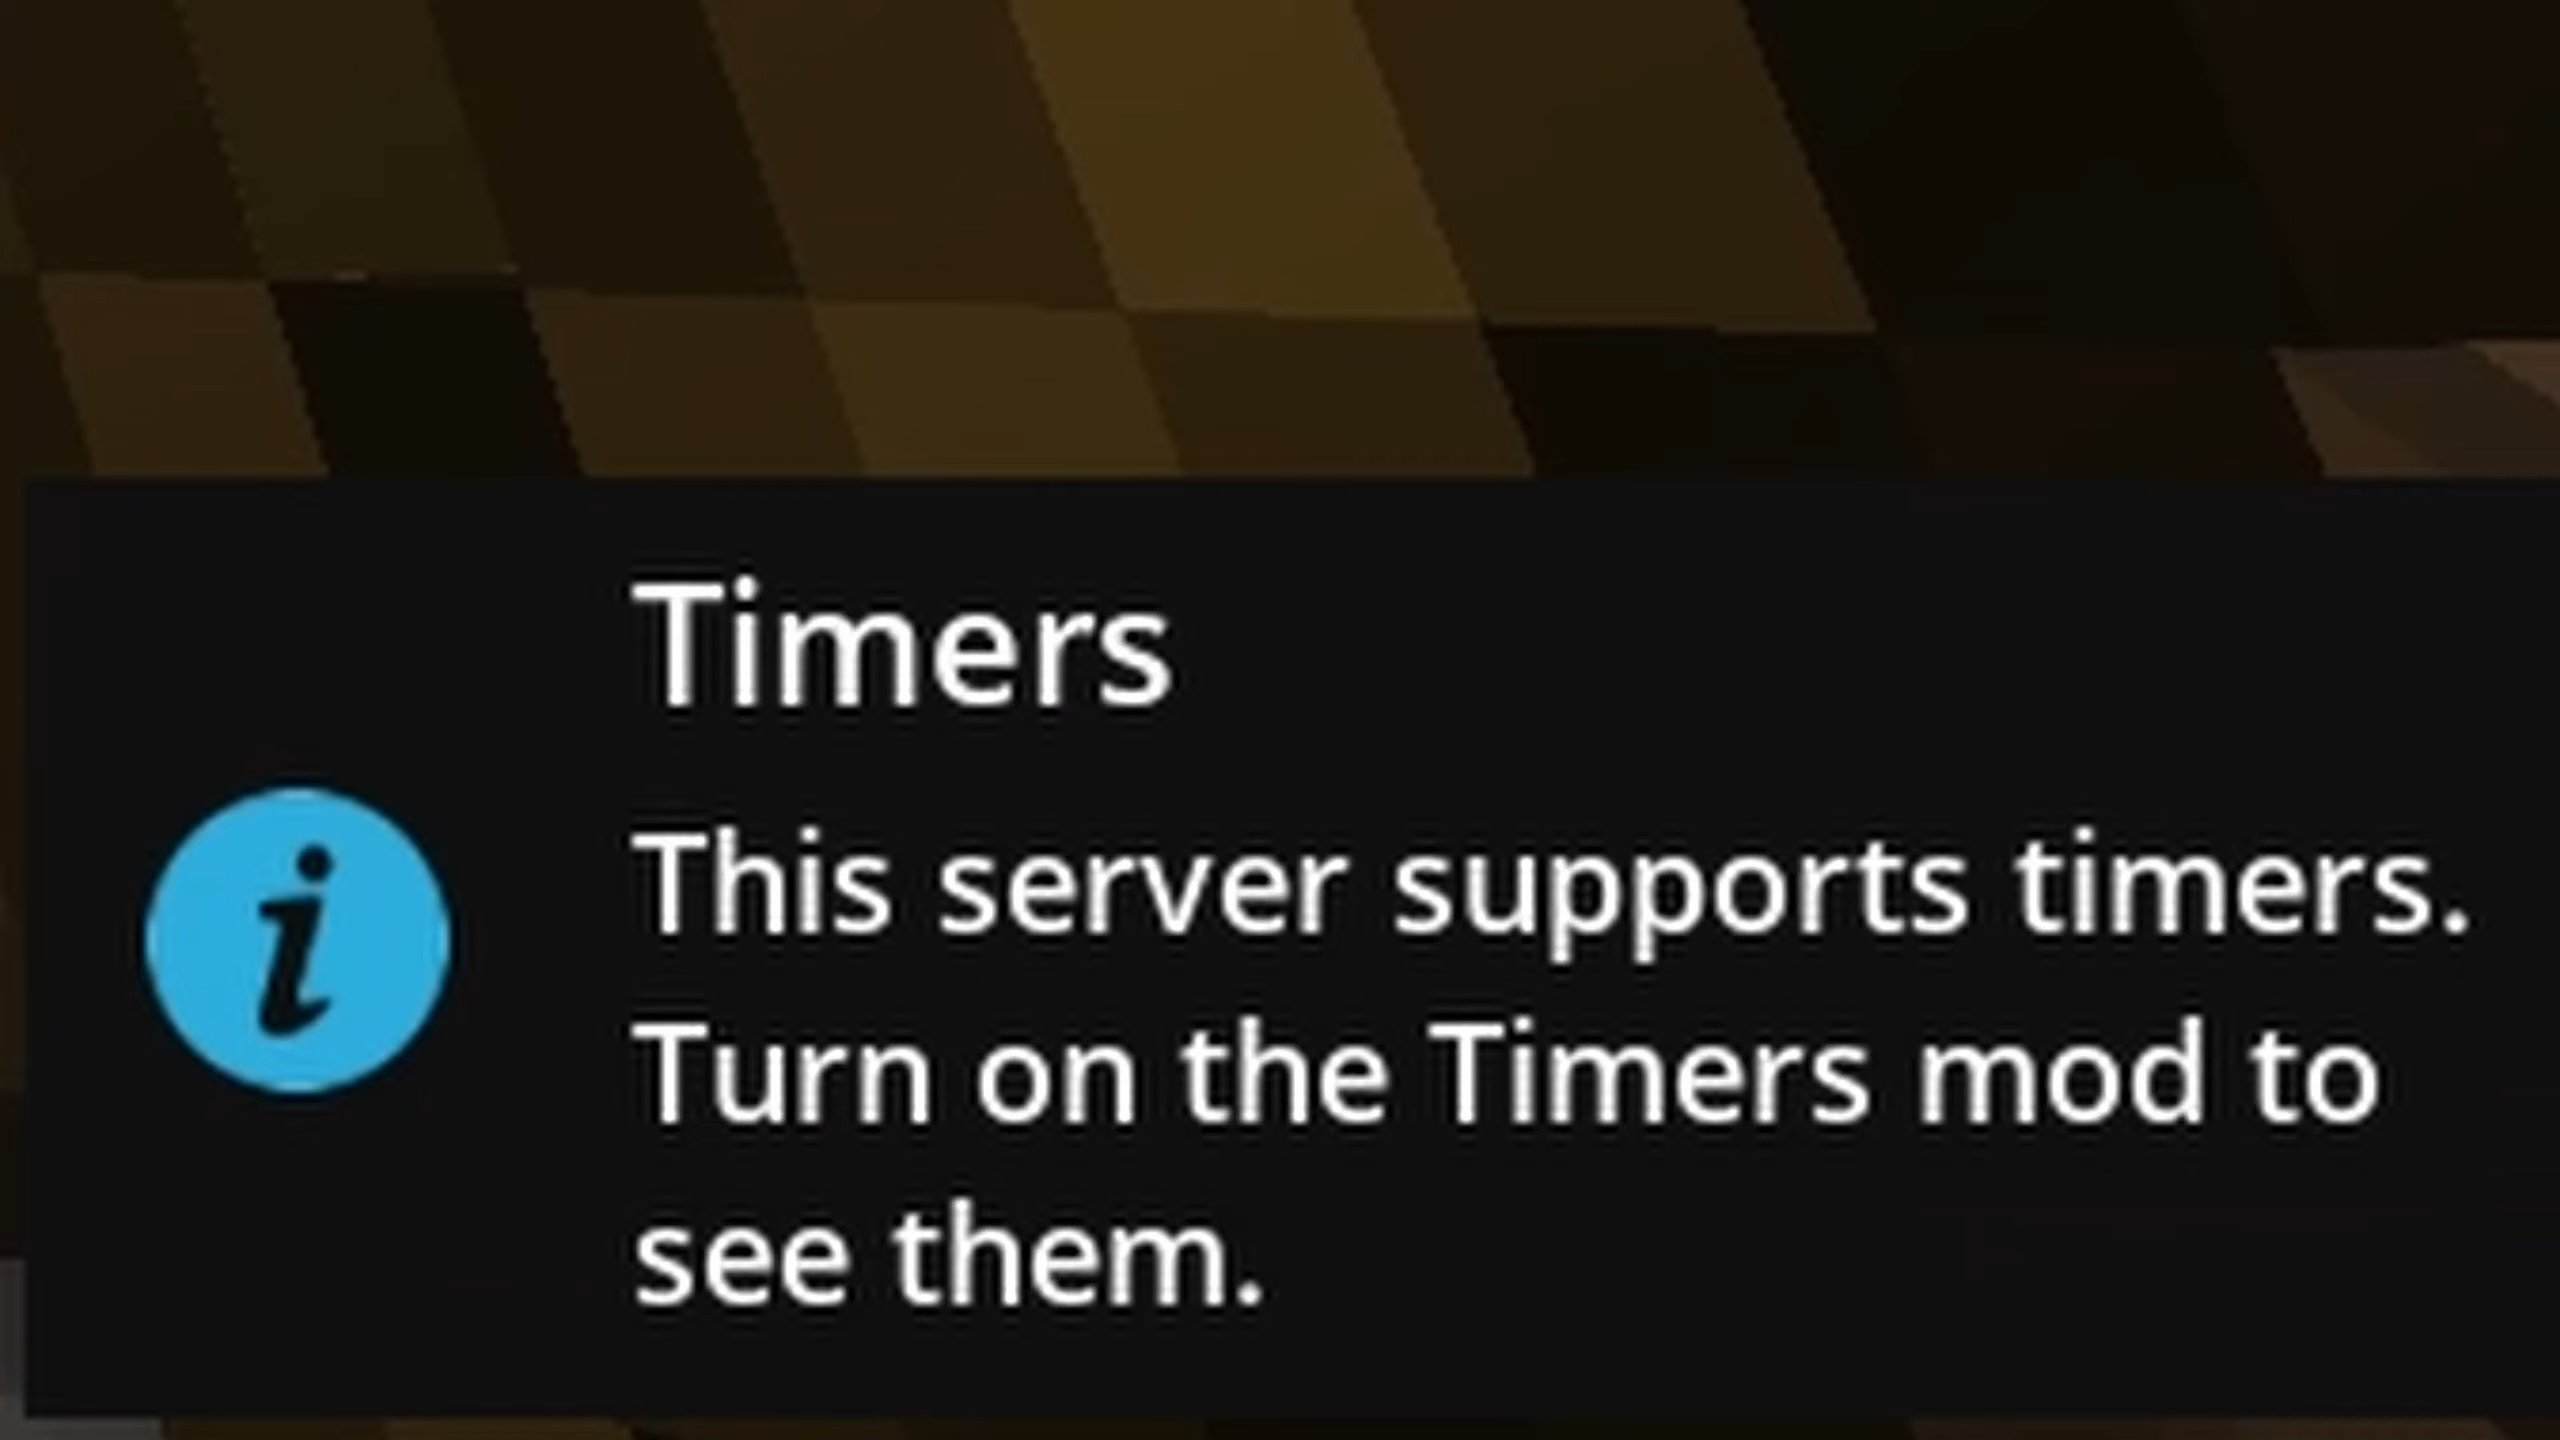 Timers
This server supports timers.
Turn on the Timers mod to
see them.